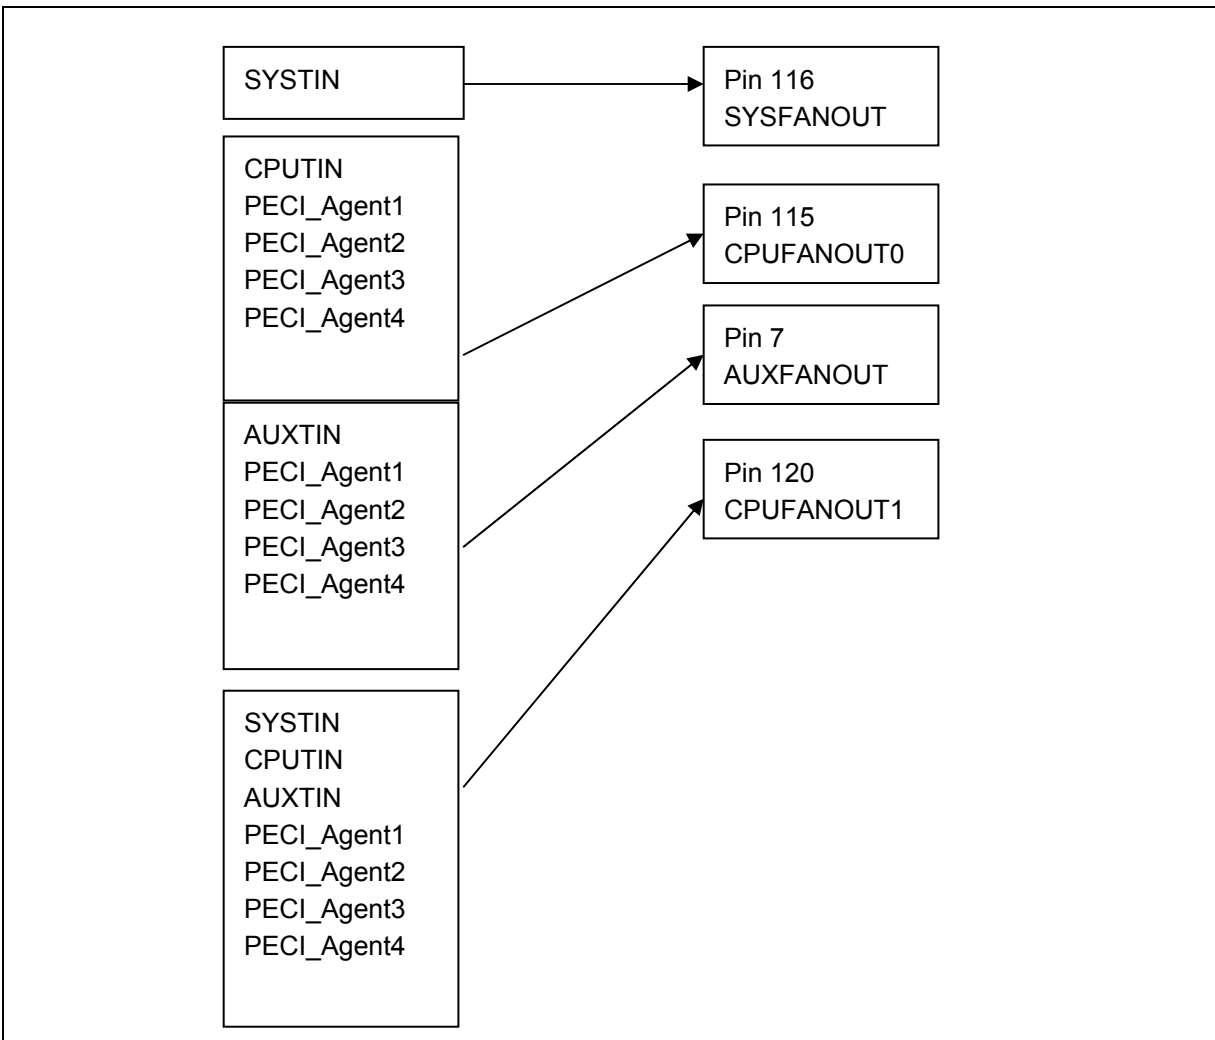 SYSTIN
Pin 116
SYSFANOUT
CPUTIN
PECI_Agent1
PECI_Agent2
PECI_Agent3
PECI_Agent4
Pin 115
CPUFANOUT0
Pin 7
AUXFANOUT
AUXTIN
PECI_Agent1
PECI_Agent2
PECI_Agent3
PECI_Agent4
Pin 120
CPUFANOUT1
SYSTIN
CPUTIN
AUXTIN
PECI_Agent1
PECI_Agent2
PECI_Agent3
PECI_Agent4